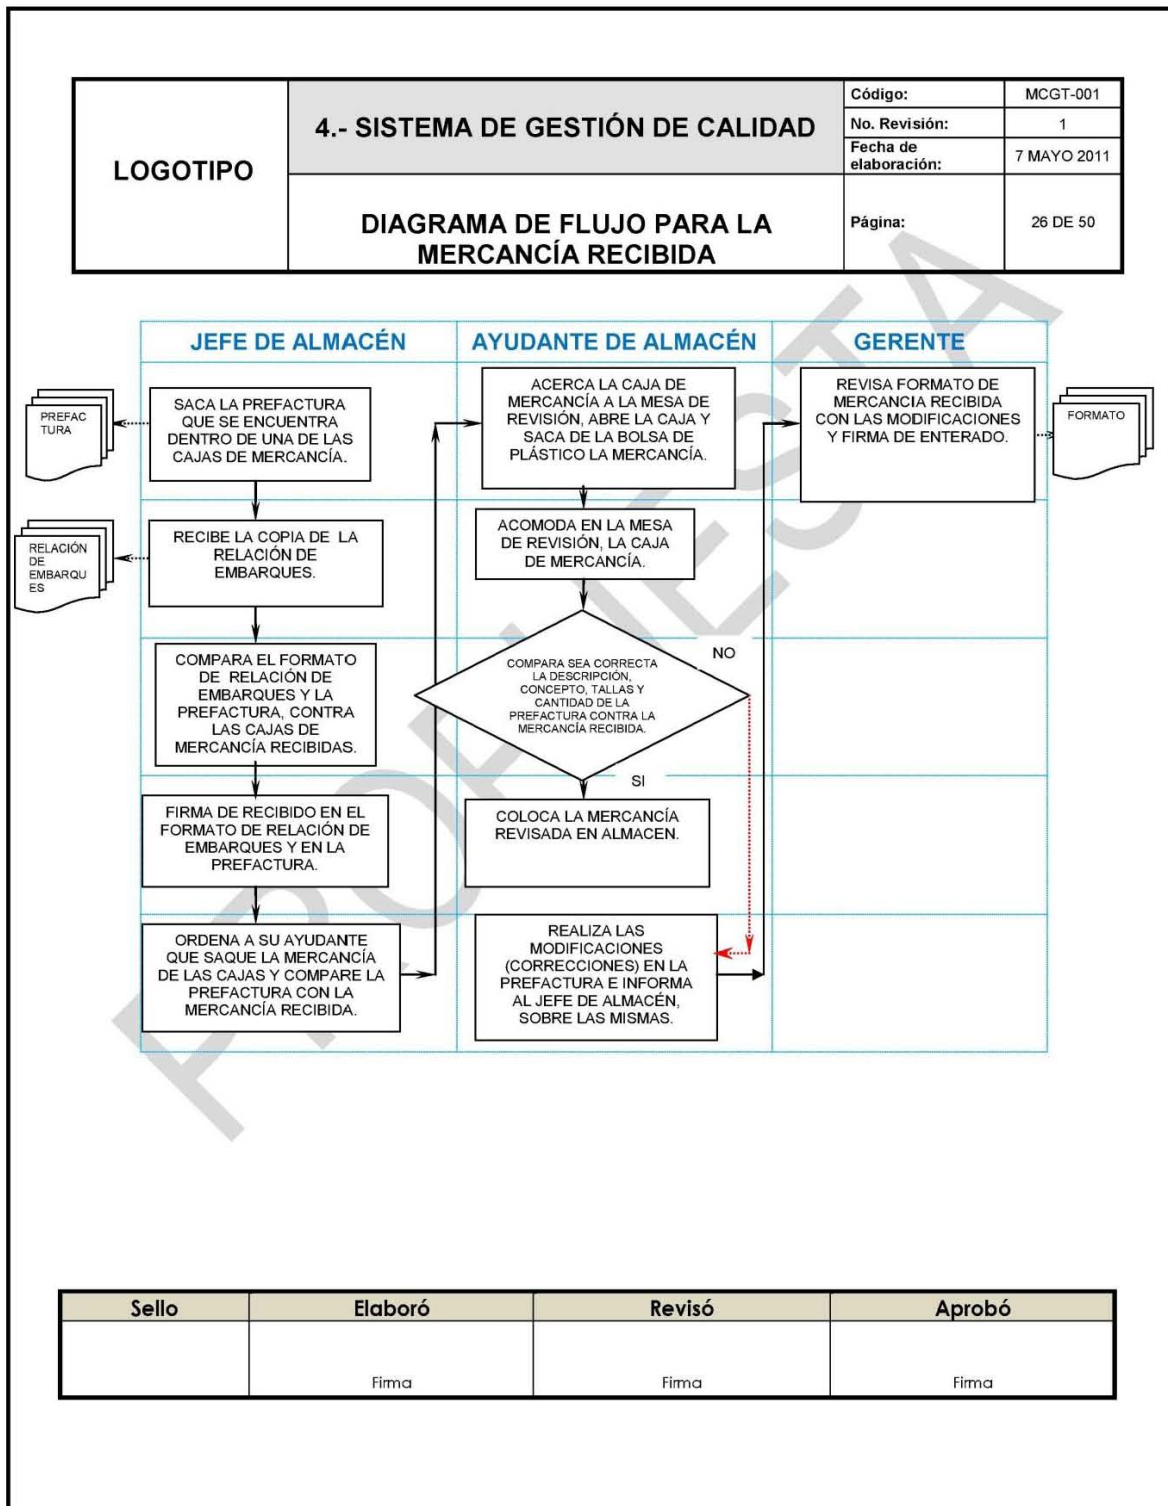 LOGOTIPO
4.- SISTEMA DE GESTIÓN DE CALIDAD
DIAGRAMA DE FLUJO PARA LA
MERCANCÍA RECIBIDA
Código:
MCGT-001
No. Revisión:
1
Fecha de
elaboración:
7 MAYO 2011
Página:
26 DE 50
PROPUESTA
JEFE DE ALMACÉN
PREFAC
TURA
SACA LA PREFACTURA
QUE SE ENCUENTRA
DENTRO DE UNA DE LAS
CAJAS DE MERCANCÍA.
RELACIÓN
DE
EMBARQU
ES
RECIBE LA COPIA DE LA
RELACIÓN DE
EMBARQUES.
COMPARA EL FORMATO
DE RELACIÓN DE
EMBARQUES Y LA
PREFACTURA, CONTRA
LAS CAJAS DE
MERCANCÍA RECIBIDAS.
FIRMA DE RECIBIDO EN EL
FORMATO DE RELACIÓN DE
EMBARQUES Y EN LA
PREFACTURA.
ORDENA A SU AYUDANTE
QUE SAQUE LA MERCANCÍA
DE LAS CAJAS Y COMPARE LA
PREFACTURA CON LA
MERCANCÍA RECIBIDA.
AYUDANTE DE ALMACÉN
ACERCA LA CAJA DE
MERCANCÍA A LA MESA DE
REVISIÓN, ABRE LA CAJA Y
SACA DE LA BOLSA DE
PLÁSTICO LA MERCANCÍA.
ACOMODA EN LA MESA
DE REVISIÓN, LA CAJA
DE MERCANCÍA.
COMPARA SEA CORRECTA
LA DESCRIPCIÓN,
CONCEPTO, TALLAS Y
CANTIDAD DE LA
PREFACTURA CONTRA LA
MERCANCÍA RECIBIDA.
NO
SI
COLOCA LA MERCANCÍA
REVISADA EN ALMACEN.
REALIZA LAS
MODIFICACIONES
(CORRECCIONES) EN LA
PREFACTURA E INFORMA
AL JEFE DE ALMACÉN,
SOBRE LAS MISMAS.
GERENTE
REVISA FORMATO DE
MERCANCIA RECIBIDA
CON LAS MODIFICACIONES
Y FIRMA DE ENTERADO.
FORMATO
Sello Elaboró Revisó Aprobó
Firma Firma Firma